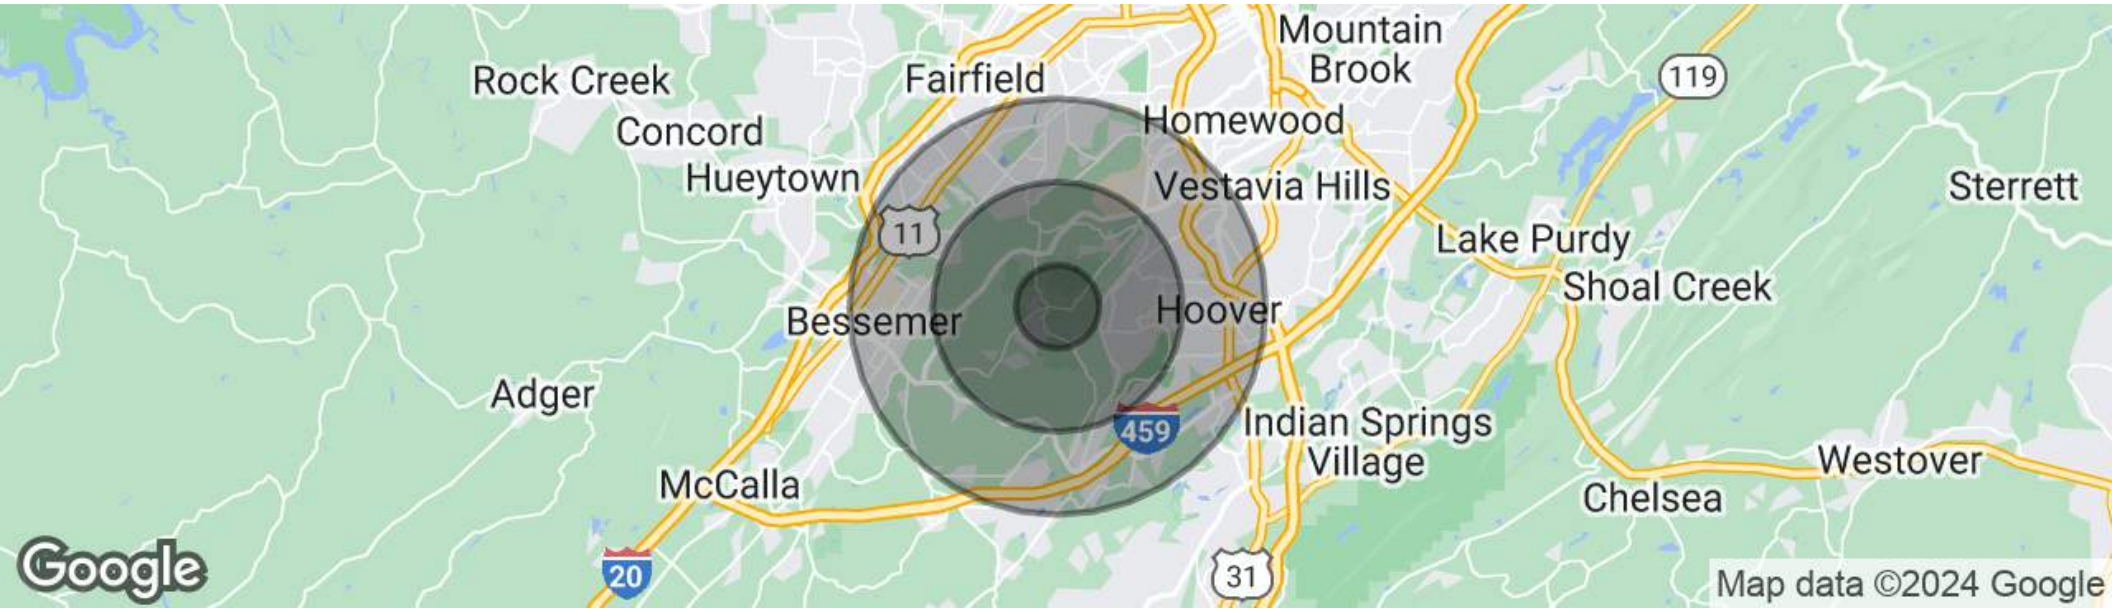 Mountain
Brook
Rock Creek
Fairfield
119
Concord
Homewood
Hueytown
Vestavia Hills
Sterrett
11
Lake Purdy
Shoal Creek
Bessemer
Hoover
Adger
459
Indian Springs
Village
McCalla
Westover
Chelsea
Google
20
31
Map data ©2024 Google